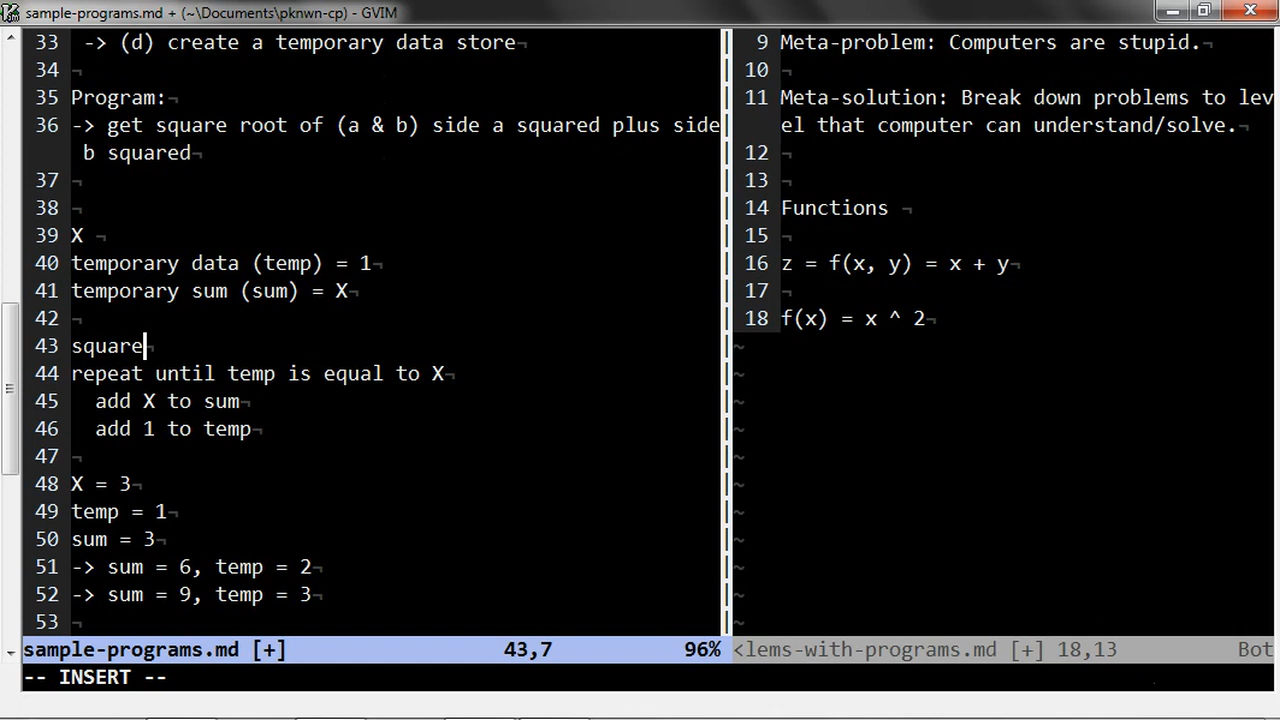 sample-programs.md + (~\Documents\pknwn-cp) - GVIM
33 -> (d) create a temporary data store¬
34 ¬
35 Program:¬
36 -> get square root of (a & b) side a squared plus side
b squared¬
37 ¬
38 ¬
39 X ¬
40 temporary data (temp) = 1¬
41 temporary sum (sum) = X¬
42 ¬
43 square¬
44 repeat until temp is equal to X¬
45 add X to sum¬
46 add 1 to temp¬
47 ¬
48 X = 3¬
49 temp = 1¬
50 sum = 3¬
51 -> sum = 6, temp = 2¬
52 -> sum = 9, temp = 3¬
53 ¬
sample-programs.md [+] 43,7 96%
-- INSERT --
9 Meta-problem: Computers are stupid.¬
10 ¬
11 Meta-solution: Break down problems to lev
el that computer can understand/solve.¬
12 ¬
13 ¬
14 Functions ¬
15 ¬
16 z = f(x, y) = x + y¬
17 ¬
18 f(x) = x ^ 2¬
~
~
~
~
~
~
~
~
~
~
~
<lems-with-programs.md [+] 18,13 Bot